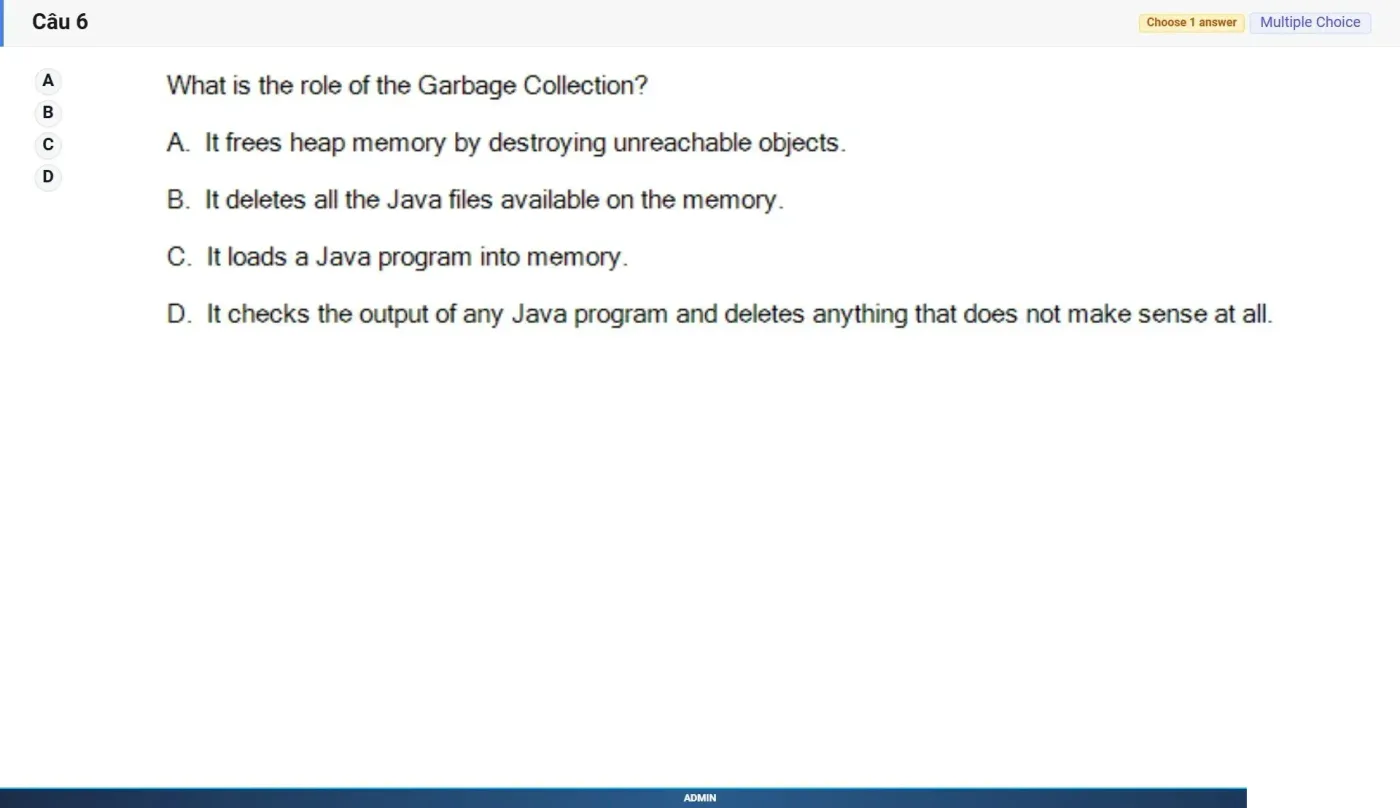 Câu 6
Choose 1 answer
Multiple Choice
A
B
C
D
What is the role of the Garbage Collection?
A. It frees heap memory by destroying unreachable objects.
B. It deletes all the Java files available on the memory.
C. It loads a Java program into memory.
D. It checks the output of any Java program and deletes anything that does not make sense at all.
ADMIN